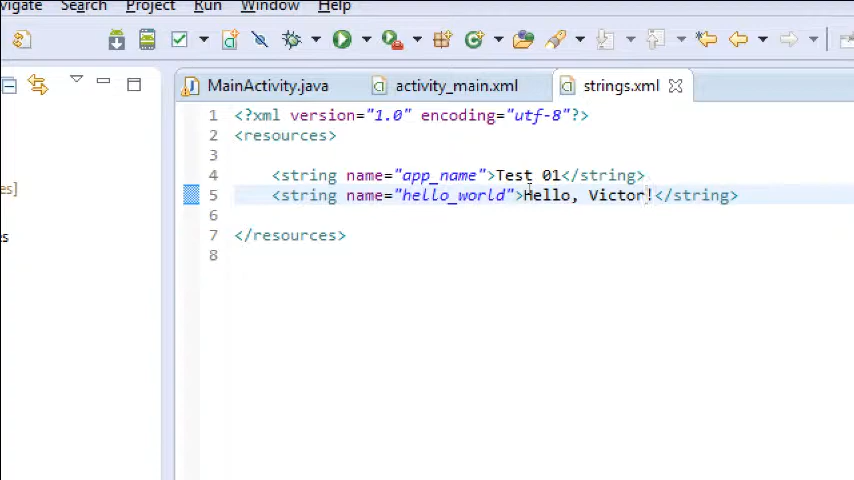 vigate Search Project Run Window Help
MainActivity.java activity_main.xml strings.xml
1 <?xml version="1.0" encoding="utf-8"?>
2 <resources>
3
4 <string name="app_name">Test 01</string>
5 <string name="hello_world">Hello, Victor!</string>
6
7 </resources>
8
es]
s